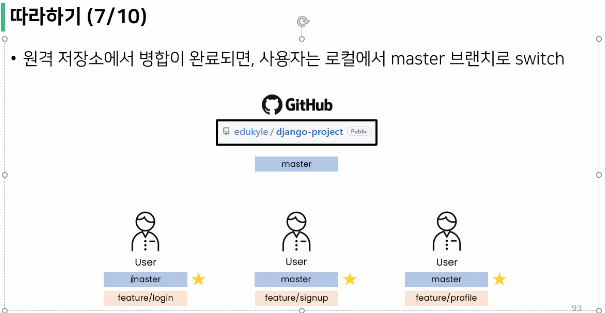 따라하기 (7/10)
• 원격 저장소에서 병합이 완료되면, 사용자는 로컬에서 master 브랜치로 switch
GitHub
edukyle / django-project Public
master
User User User
master master master
feature/login feature/signup feature/profile
93